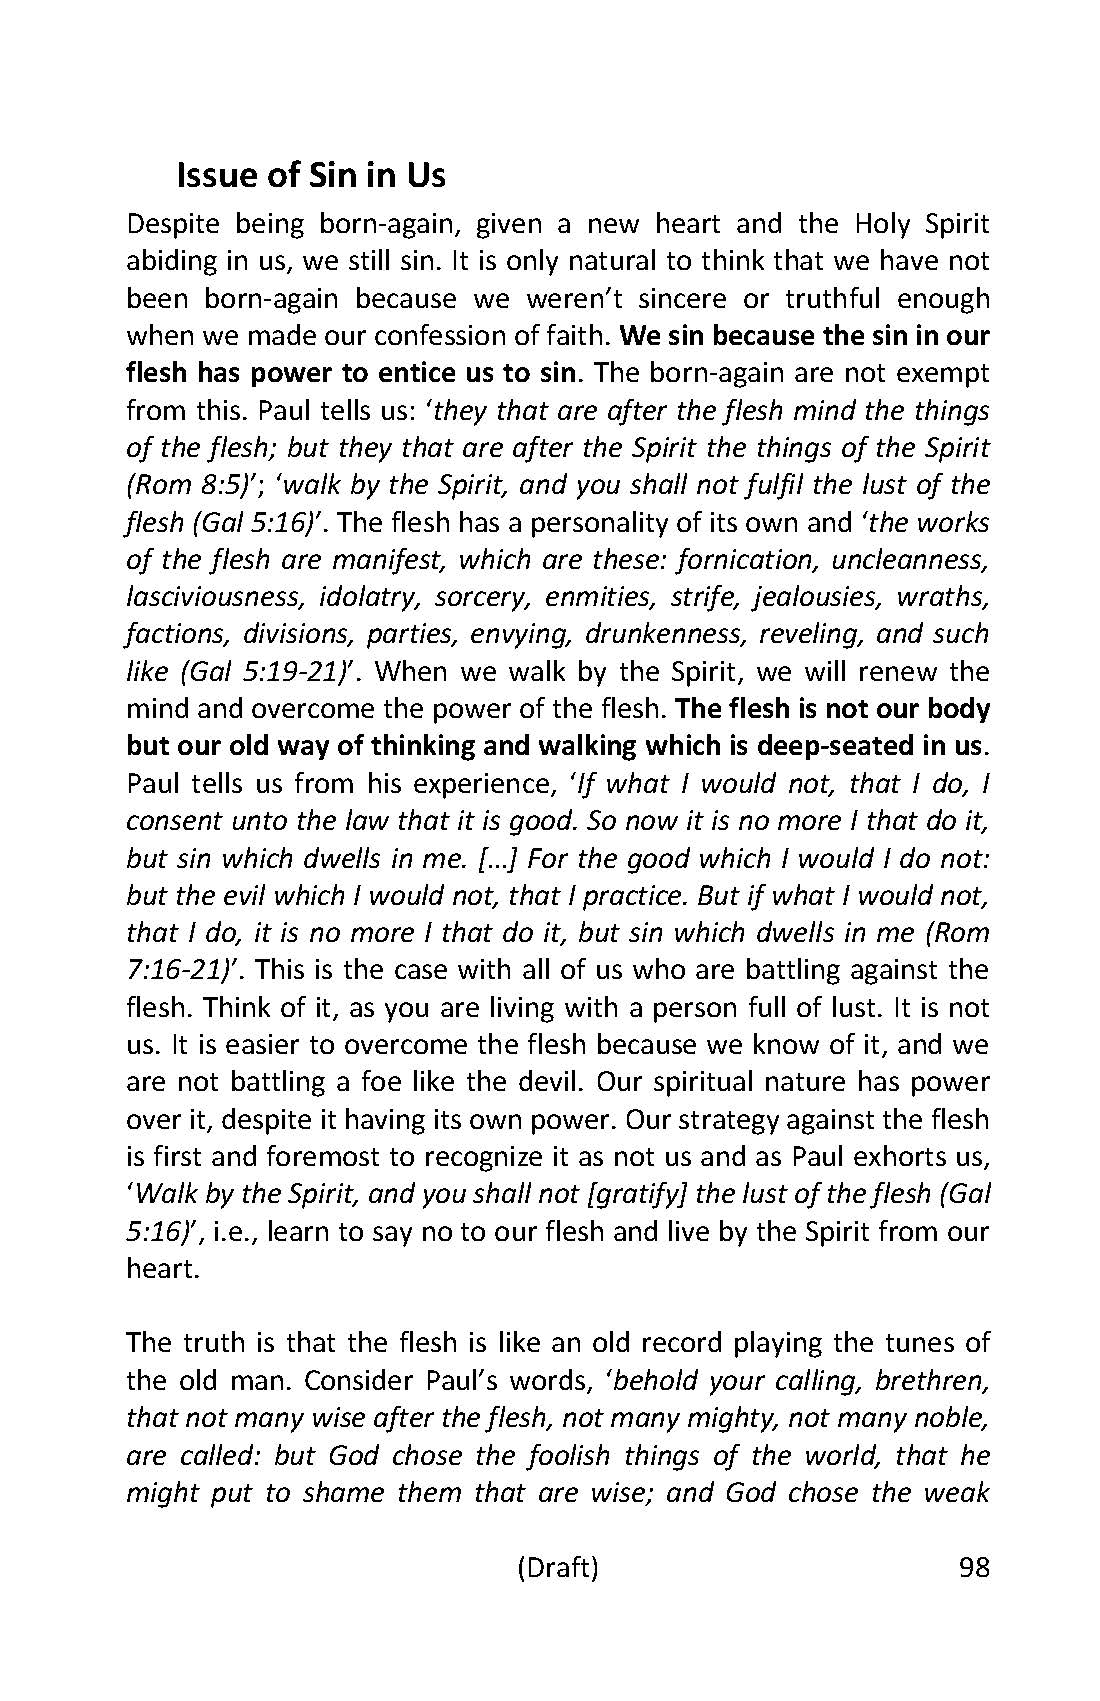 Issue of Sin in Us
Despite being born-again, given a new heart and the Holy Spirit
abiding in us, we still sin. It is only natural to think that we have not
been born-again because we weren’t sincere or truthful enough
when we made our confession of faith. We sin because the sin in our
flesh has power to entice us to sin. The born-again are not exempt
from this. Paul tells us: ‘they that are after the flesh mind the things
of the flesh; but they that are after the Spirit the things of the Spirit
(Rom 8:5)’; ‘walk by the Spirit, and you shall not fulfil the lust of the
flesh (Gal 5:16)’. The flesh has a personality of its own and ‘the works
of the flesh are manifest, which are these: fornication, uncleanness,
lasciviousness, idolatry, sorcery, enmities, strife, jealousies, wraths,
factions, divisions, parties, envying, drunkenness, reveling, and such
like (Gal 5:19-21)’. When we walk by the Spirit, we will renew the
mind and overcome the power of the flesh. The flesh is not our body
but our old way of thinking and walking which is deep-seated in us.
Paul tells us from his experience, ‘If what I would not, that I do, I
consent unto the law that it is good. So now it is no more I that do it,
but sin which dwells in me. […] For the good which I would I do not:
but the evil which I would not, that I practice. But if what I would not,
that I do, it is no more I that do it, but sin which dwells in me (Rom
7:16-21)’. This is the case with all of us who are battling against the
flesh. Think of it, as you are living with a person full of lust. It is not
us. It is easier to overcome the flesh because we know of it, and we
are not battling a foe like the devil. Our spiritual nature has power
over it, despite it having its own power. Our strategy against the flesh
is first and foremost to recognize it as not us and as Paul exhorts us,
‘Walk by the Spirit, and you shall not [gratify] the lust of the flesh (Gal
5:16)’, i.e., learn to say no to our flesh and live by the Spirit from our
heart.
The truth is that the flesh is like an old record playing the tunes of
the old man. Consider Paul’s words, ‘behold your calling, brethren,
that not many wise after the flesh, not many mighty, not many noble,
are called: but God chose the foolish things of the world, that he
might put to shame them that are wise; and God chose the weak
(Draft) 98